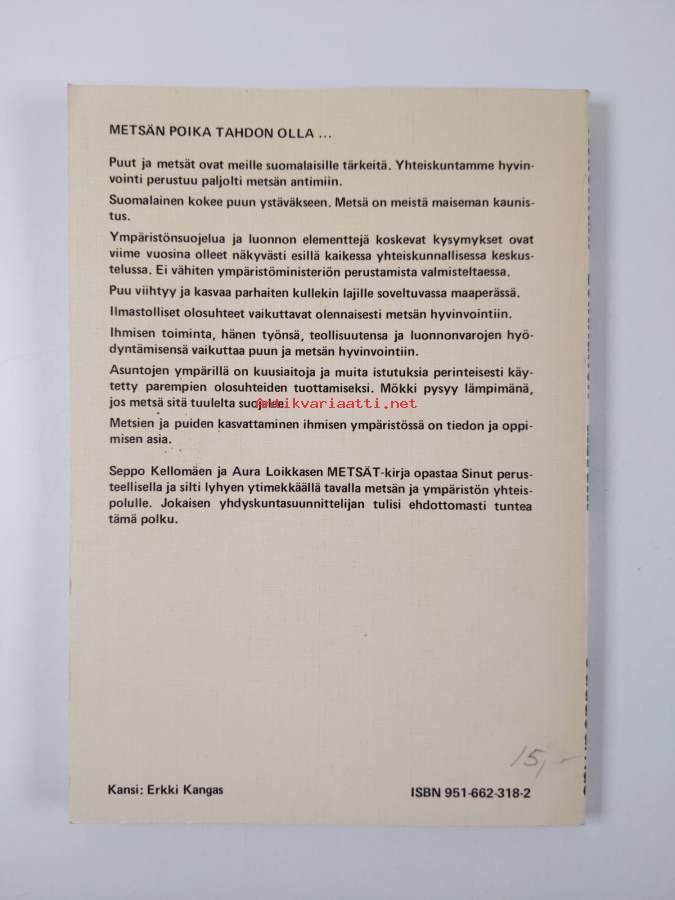 METSÄN POIKA TAHDON OLLA ...
Puut ja metsät ovat meille suomalaisille tärkeitä. Yhteiskuntamme hyvin-
vointi perustuu paljolti metsän antimiin.
Suomalainen kokee puun ystäväkseen. Metsä on meistä maiseman kaunis-
tus.
Ympäristönsuojelua ja luonnon elementtejä koskevat kysymykset ovat
viime vuosina olleet näkyvästi esillä kaikessa yhteiskunnallisessa keskus-
telussa. Ei vähiten ympäristöministeriön perustamista valmisteltaessa.
Puu viihtyy ja kasvaa parhaiten kullekin lajille soveltuvassa maaperässä.
Ilmastolliset olosuhteet vaikuttavat olennaisesti metsän hyvinvointiin.
Ihmisen toiminta, hänen työnsä, teollisuutensa ja luonnonvarojen hyö-
dyntämisensä vaikuttaa puun ja metsän hyvinvointiin.
Asuntojen ympärillä on kuusiaitoja ja muita istutuksia perinteisesti käy-
tetty parempien olosuhteiden tuottamiseksi. Mökki pysyy lämpimänä,
jos metsä sitä tuulelta suojelee.
antikvariaatti.net
Metsien ja puiden kasvattaminen ihmisen ympäristössä on tiedon ja oppi-
misen asia.
Seppo Kellomäen ja Aura Loikkasen METSÄT-kirja opastaa Sinut perus-
teellisella ja silti lyhyen ytimekkäällä tavalla metsän ja ympäristön yhteis-
polulle. Jokaisen yhdyskuntasuunnittelijan tulisi ehdottomasti tuntea
tämä polku.
15,-
Kansi: Erkki Kangas
ISBN 951-662-318-2